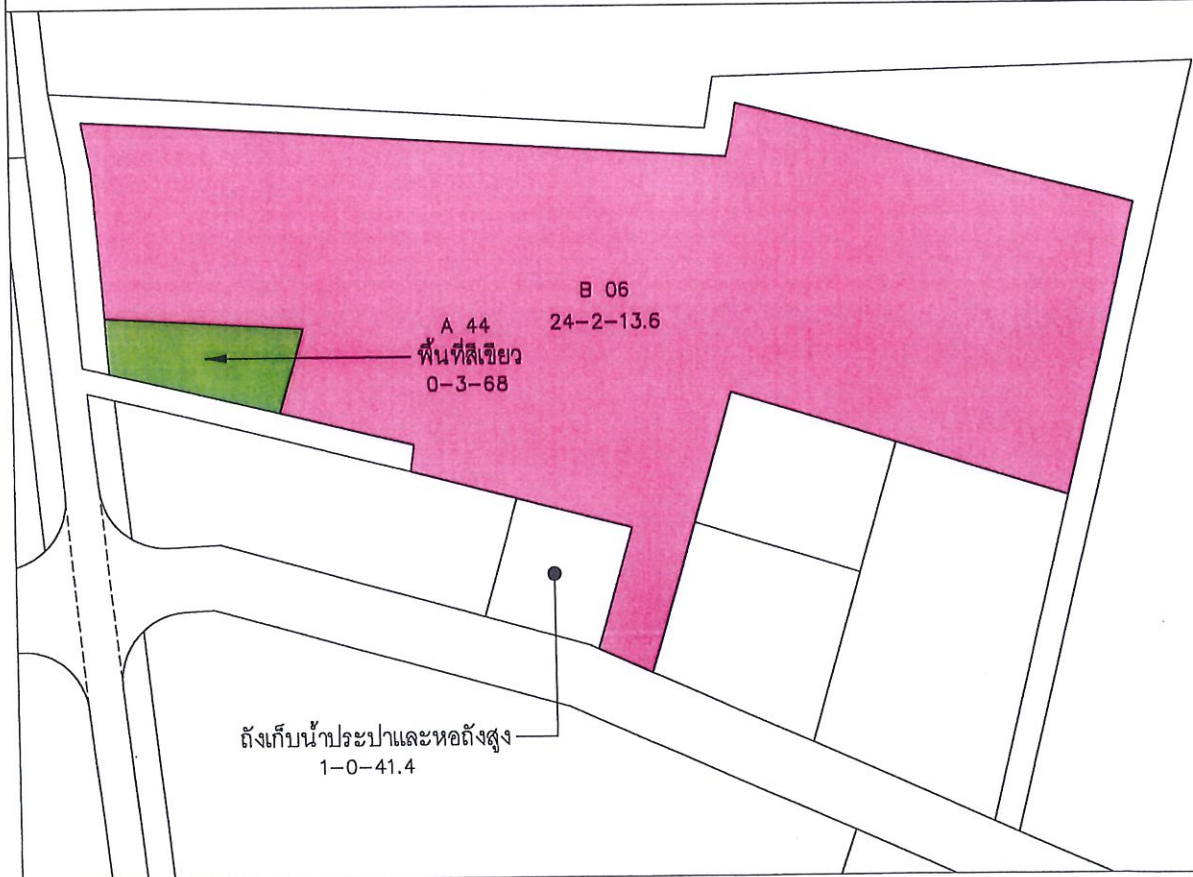 B 06
24-2-13.6
A 44
พื้นที่สีเขียว
0-3-68
ถังเก็บน้ำประปาและหอถังสูง
1-0-41.4